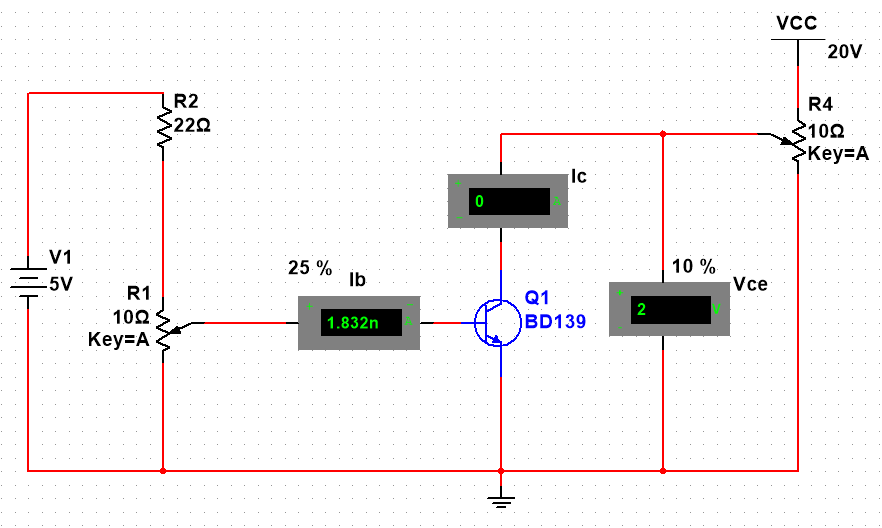 VCC
20V
R2
22Ω
R4
10Ω
Key=A
Ic
0 A
V1
5V
25 %
Ib
10 %
Vce
R1
10Ω
Key=A
1.832n A
Q1
BD139
2 V